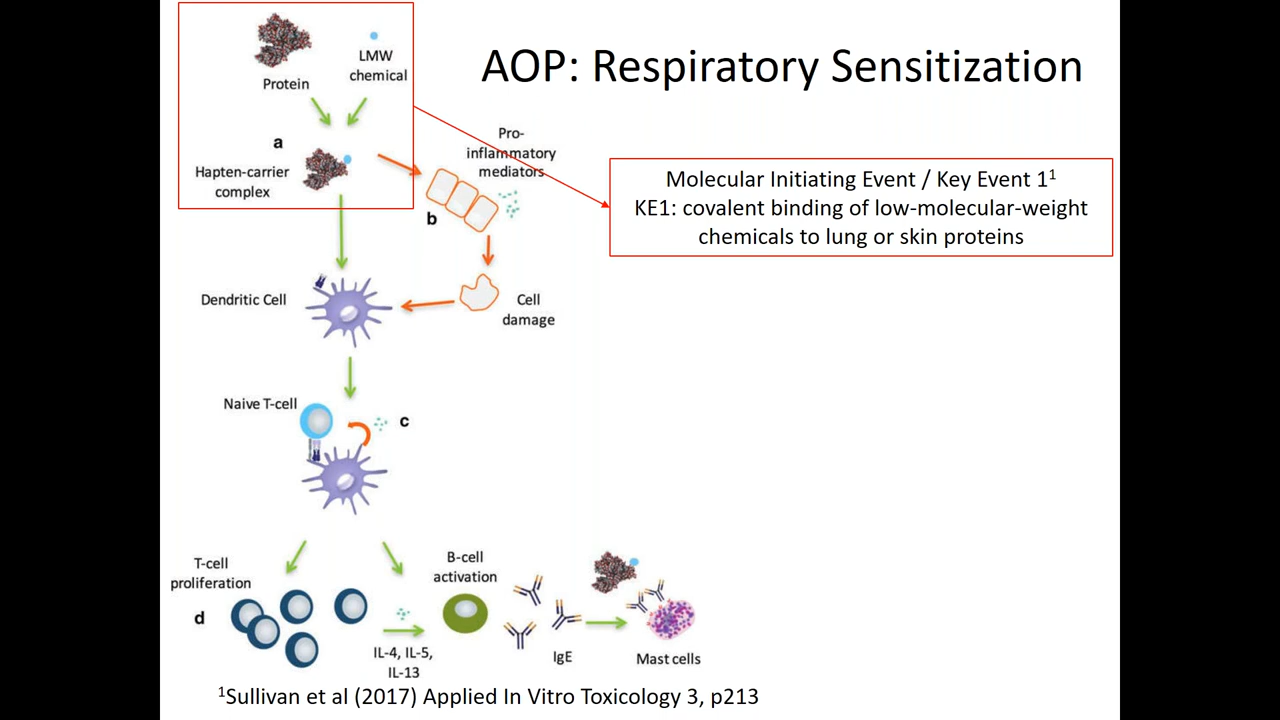 AOP: Respiratory Sensitization
Protein
LMW
chemical
a
Hapten-carrier
complex
Pro-
inflammatory
mediators
b
Molecular Initiating Event / Key Event 1¹
KE1: covalent binding of low-molecular-weight
chemicals to lung or skin proteins
Dendritic Cell
Cell
damage
Naive T-cell
c
T-cell
proliferation
d
B-cell
activation
IL-4, IL-5,
IL-13
IgE
Mast cells
¹Sullivan et al (2017) Applied In Vitro Toxicology 3, p213